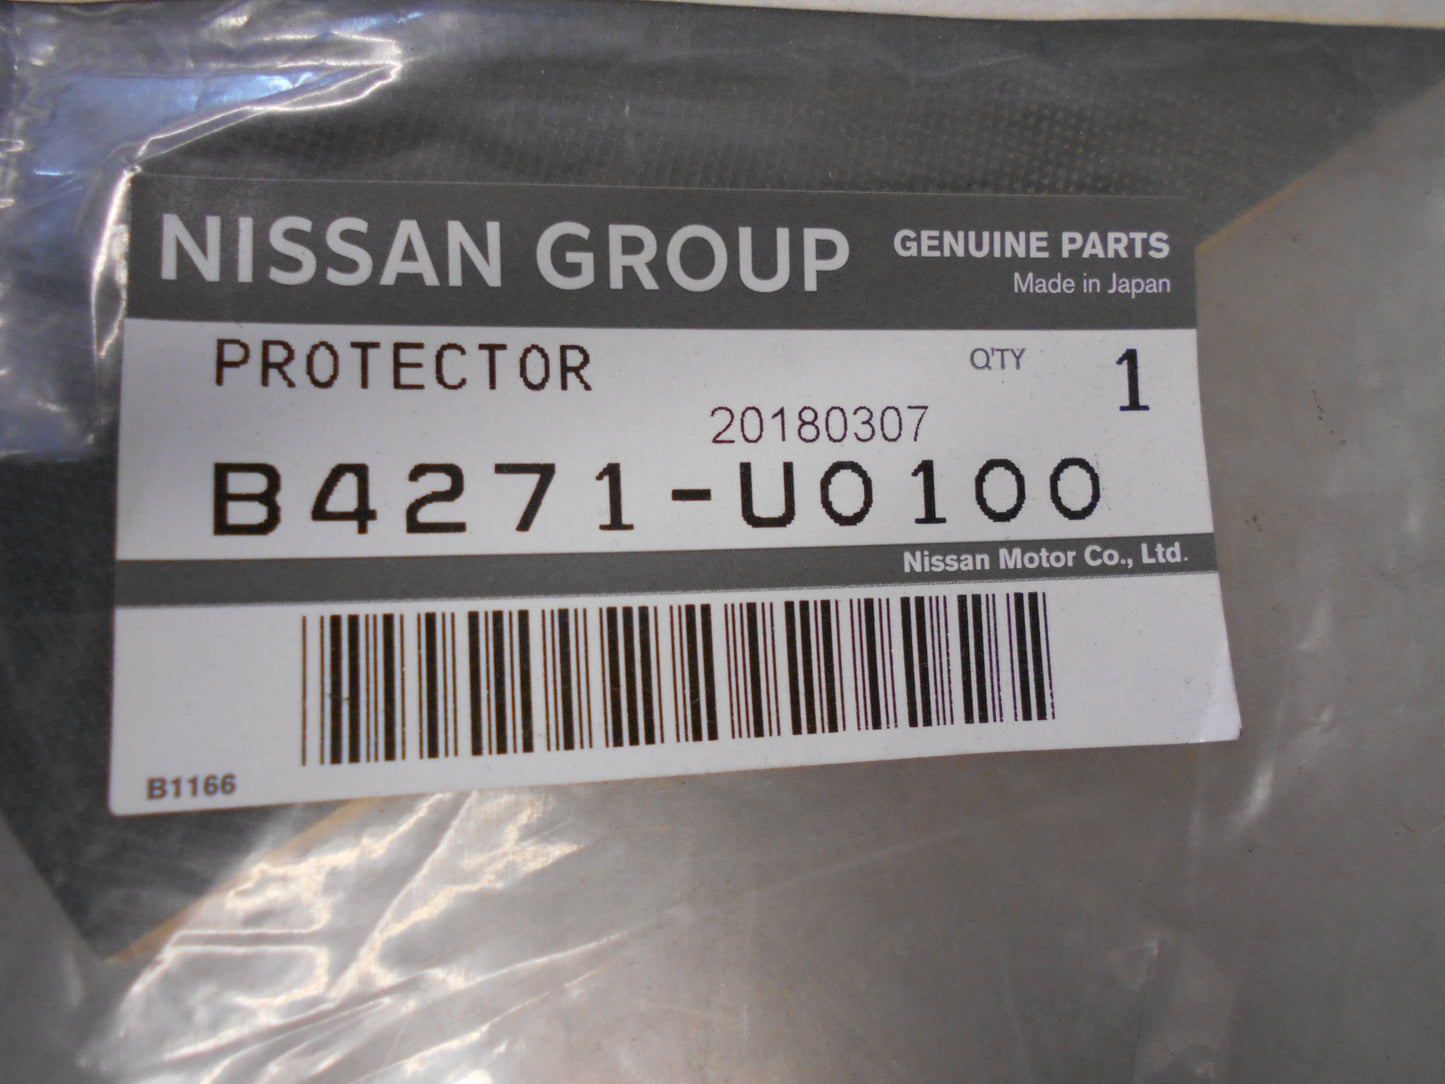 NISSAN GROUP GENUINE PARTS
Made in Japan
PROTECTOR Q'TY 1
20180307
B4271-U0100
Nissan Motor Co., Ltd.
B1166